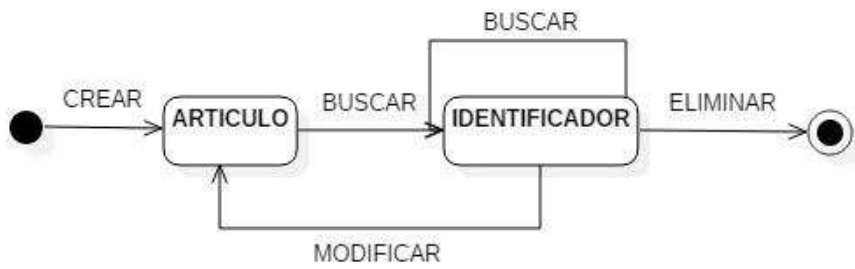 BUSCAR
CREAR
ARTICULO
BUSCAR
IDENTIFICADOR
ELIMINAR
MODIFICAR